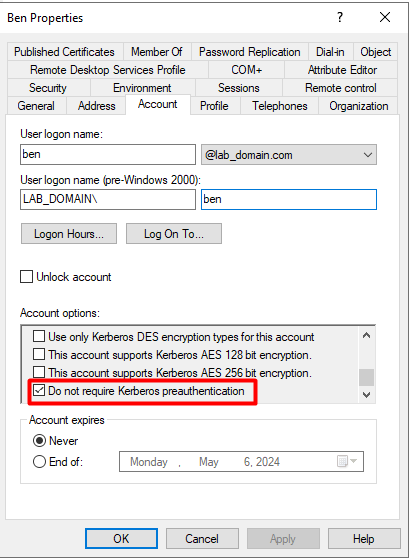 Ben Properties
Published Certificates Member Of Password Replication Dial-in Object
Remote Desktop Services Profile COM+ Attribute Editor
Security Environment Sessions Remote control
General Address Account Profile Telephones Organization
User logon name:
ben @lab_domain.com
User logon name (pre-Windows 2000):
LAB_DOMAIN\ ben
Logon Hours... Log On To...
Unlock account
Account options:
Use only Kerberos DES encryption types for this account
This account supports Kerberos AES 128 bit encryption.
This account supports Kerberos AES 256 bit encryption.
Do not require Kerberos preauthentication
Account expires
Never
End of: Monday , May 6, 2024
OK Cancel Apply Help